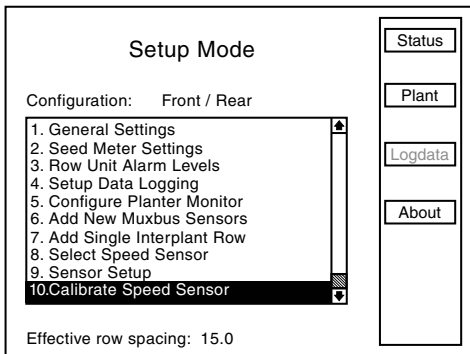 Setup Mode
Configuration: Front / Rear
1. General Settings
2. Seed Meter Settings
3. Row Unit Alarm Levels
4. Setup Data Logging
5. Configure Planter Monitor
6. Add New Muxbus Sensors
7. Add Single Interplant Row
8. Select Speed Sensor
9. Sensor Setup
10.Calibrate Speed Sensor
Effective row spacing: 15.0
Status
Plant
Logdata
About